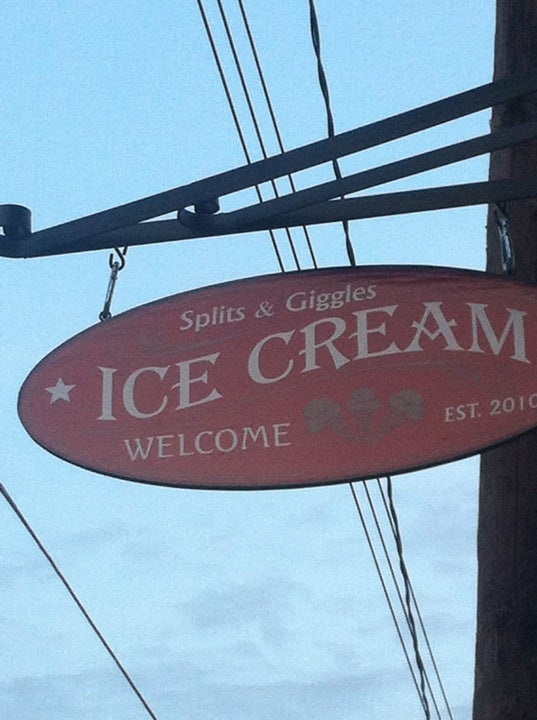 Splits & Giggles
ICE CREAM
WELCOME
EST. 2010